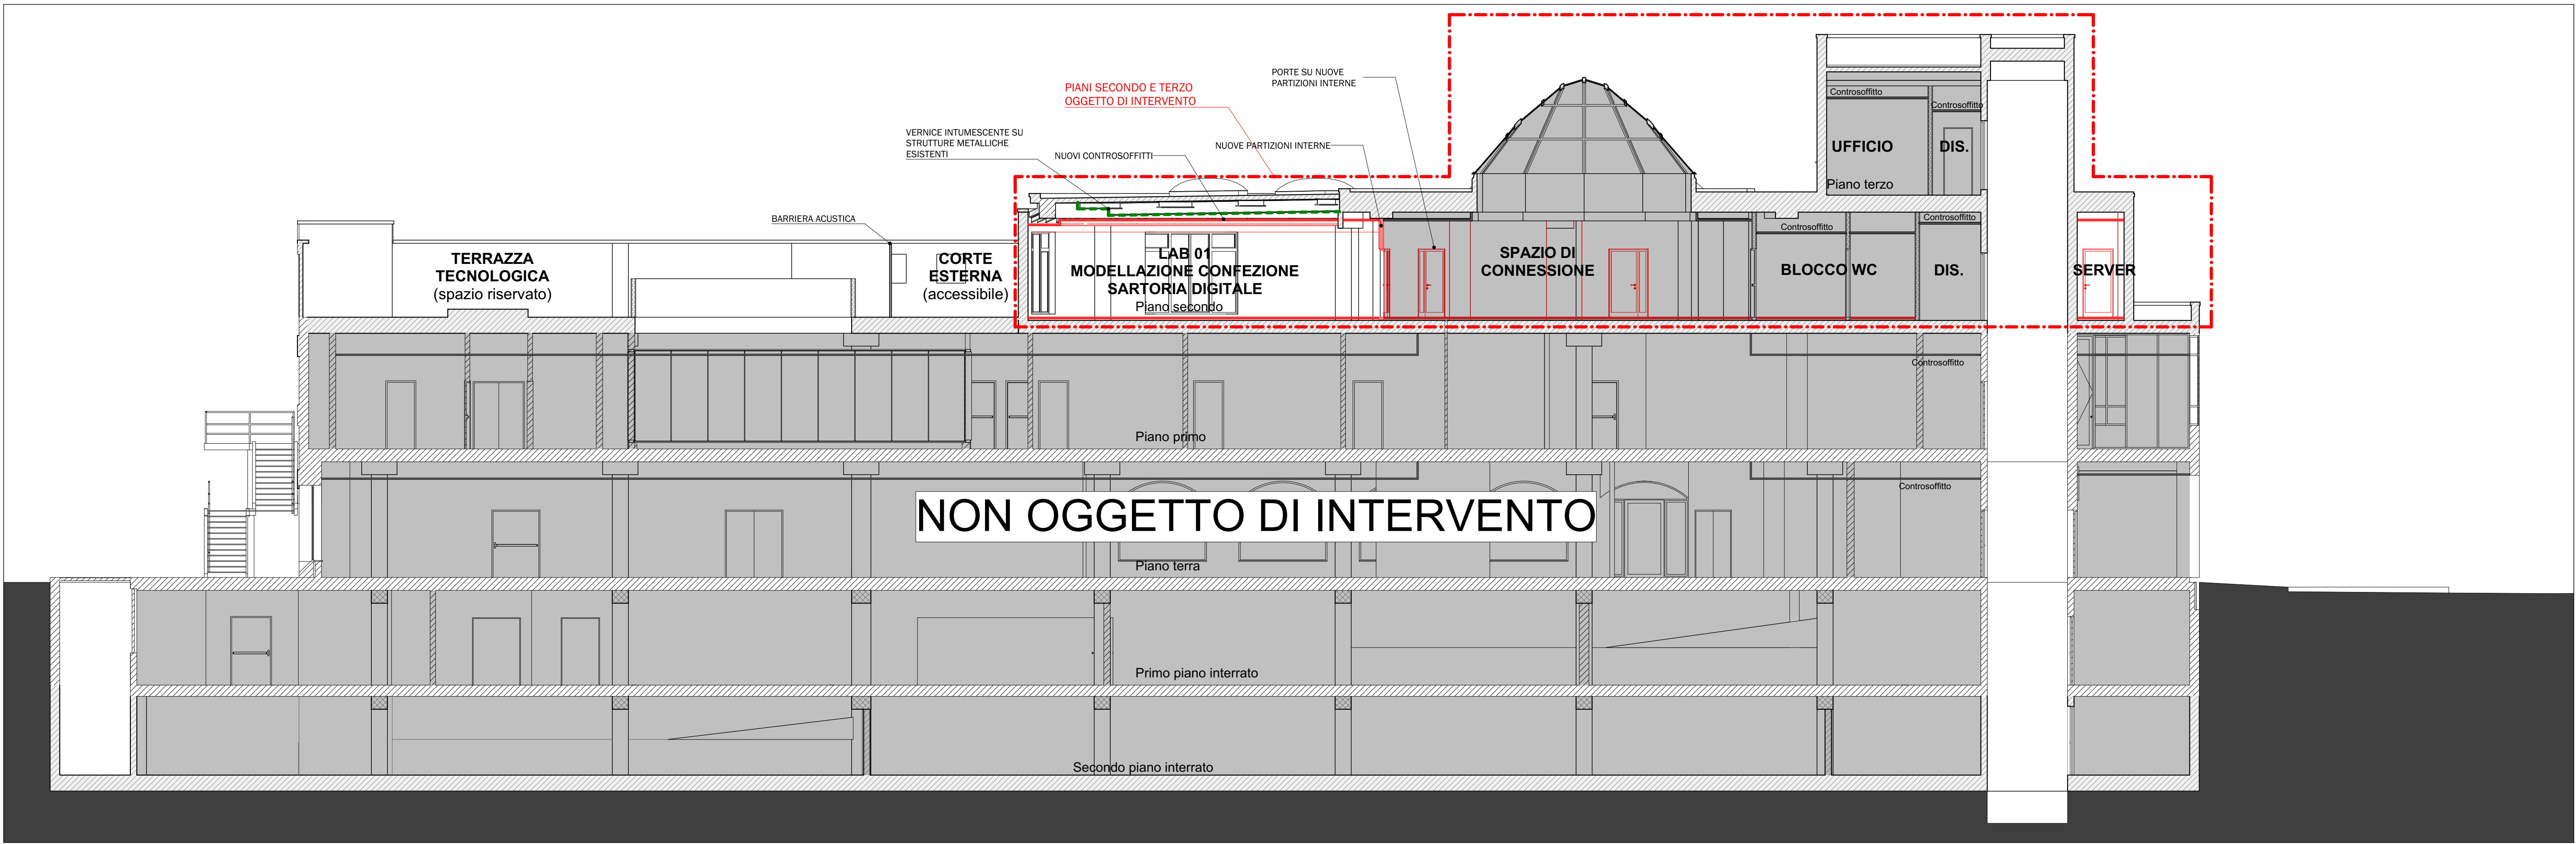 PORTE SU NUOVE
PARTIZIONI INTERNE
PIANI SECONDO E TERZO
OGGETTO DI INTERVENTO
VERNICE INTUMESCENTE SU
STRUTTURE METALLICHE
ESISTENTI
NUOVI CONTROSOFFITTI
NUOVE PARTIZIONI INTERNE
BARRIERA ACUSTICA
Controsoffitto
Controsoffitto
UFFICIO
DIS.
Piano terzo
TERRAZZA
TECNOLOGICA
(spazio riservato)
CORTE
ESTERNA
(accessibile)
LAB 01
MODELLAZIONE CONFEZIONE
SARTORIA DIGITALE
Piano secondo
SPAZIO DI
CONNESSIONE
Controsoffitto
BLOCCO WC
Controsoffitto
DIS.
SERVER
Controsoffitto
Piano primo
Controsoffitto
NON OGGETTO DI INTERVENTO
Piano terra
Primo piano interrato
Secondo piano interrato